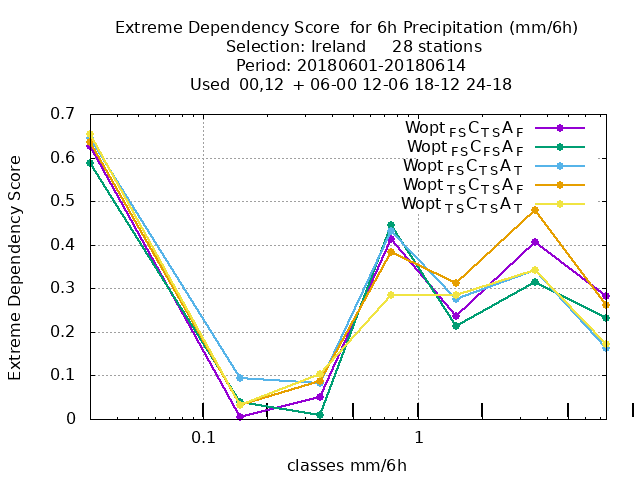 Extreme Dependency Score  for 6h Precipitation (mm/6h)
Selection: Ireland     28 stations
Period: 20180601-20180614
Used  00,12  + 06-00 12-06 18-12 24-18
Extreme Dependency Score
0.7
0.6
0.5
0.4
0.3
0.2
0.1
0
Wopt FS C TS A F
Wopt FS C FS A F
Wopt FS C TS A T
Wopt TS C TS A F
Wopt TS C TS A T
0.1 1
classes mm/6h